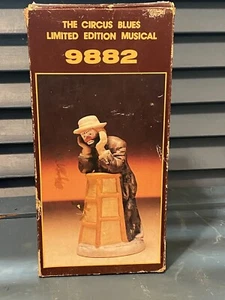 THE CIRCUS BLUES
LIMITED EDITION MUSICAL
9882